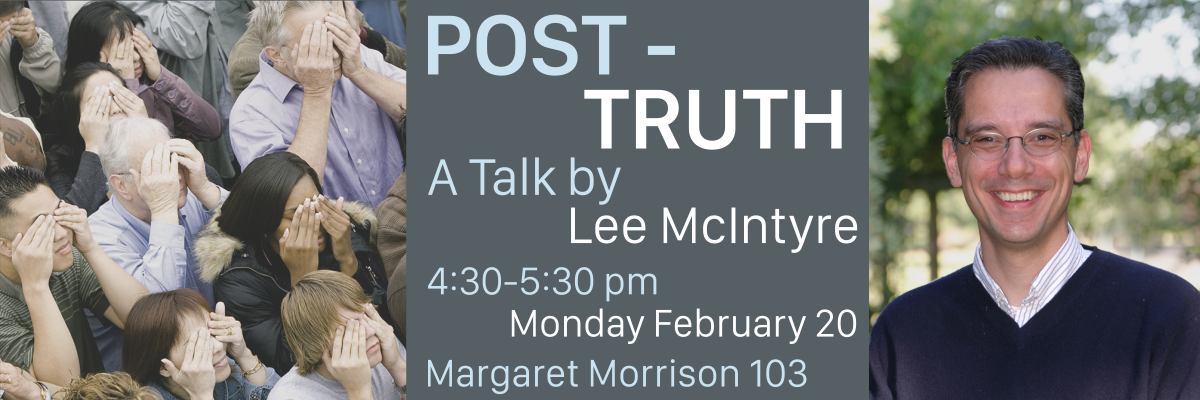 POST -
TRUTH
A Talk by
Lee McIntyre
4:30-5:30 pm
Monday February 20
Margaret Morrison 103